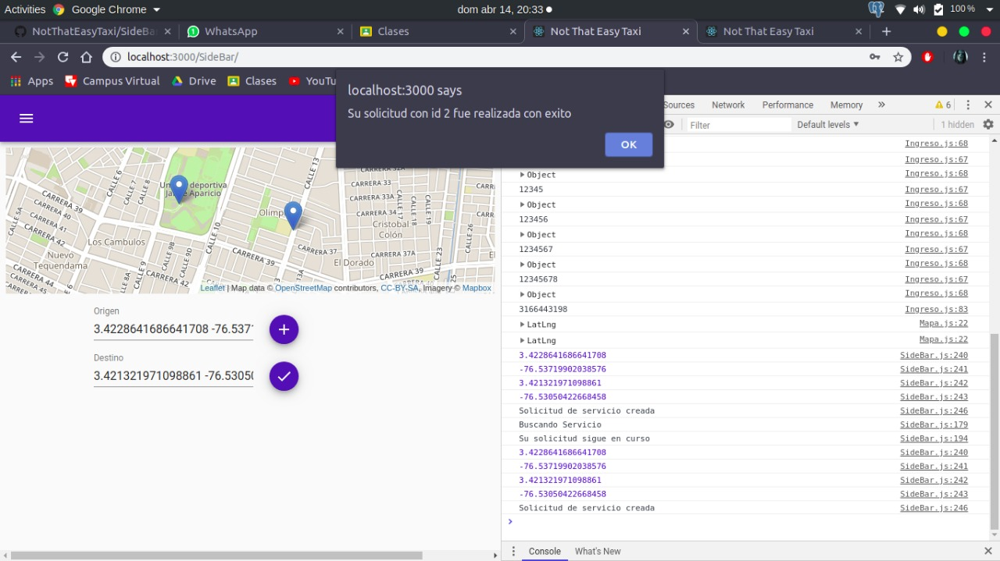 Activities Google Chrome dom abr 14, 20:33 100 %
NotThatEasyTaxi/SideBa WhatsApp Clases Not That Easy Taxi Not That Easy Taxi
localhost:3000/SideBar/
Apps Campus Virtual Drive Clases YouTu
localhost:3000 says
Su solicitud con id 2 fue realizada con exito
OK
Sources Network Performance Memory 6
Filter Default levels 1 hidden
CARRERA 39
CARRERA 40
CARRERA 41
CARRERA 42
CARRERA 44
CALLE 5A
CALLE 6
CALLE 7
CALLE 8
CALLE 9
CALLE 9B
CALLE 9D
CALLE 8A
CALLE 10
CALLE 13
CALLE 13A
deportiva
Aparicio
Los Cambulos
Nuevo
Tequendama
CARRERA 42
CARRERA 39
CARRERA 37
CARRERA 32A
CARRERA 33
CARRERA 33A
CARRERA 34
CALLE 17
CALLE 18
CALLE 19
Cristobal
Colón
CARRERA 37A
El Dorado
CARRERA 39
CALLE 23
CALLE 26
Leaflet | Map data © OpenStreetMap contributors, CC-BY-SA, Imagery © Mapbox
Origen
3.4228641686641708 -76.537
Destino
3.421321971098861 -76.5305
Ingreso.js:68
Ingreso.js:67
Object Ingreso.js:68
12345 Ingreso.js:67
Object Ingreso.js:68
123456 Ingreso.js:67
Object Ingreso.js:68
1234567 Ingreso.js:67
Object Ingreso.js:68
12345678 Ingreso.js:67
Object Ingreso.js:68
3166443198 Ingreso.js:83
LatLng Mapa.js:22
LatLng Mapa.js:22
3.4228641686641708 SideBar.js:240
-76.53719902038576 SideBar.js:241
3.421321971098861 SideBar.js:242
-76.53050422668458 SideBar.js:243
Solicitud de servicio creada SideBar.js:246
Buscando Servicio SideBar.js:179
Su solicitud sigue en curso SideBar.js:194
3.4228641686641708 SideBar.js:240
-76.53719902038576 SideBar.js:241
3.421321971098861 SideBar.js:242
-76.53050422668458 SideBar.js:243
Solicitud de servicio creada SideBar.js:246
Console What's New